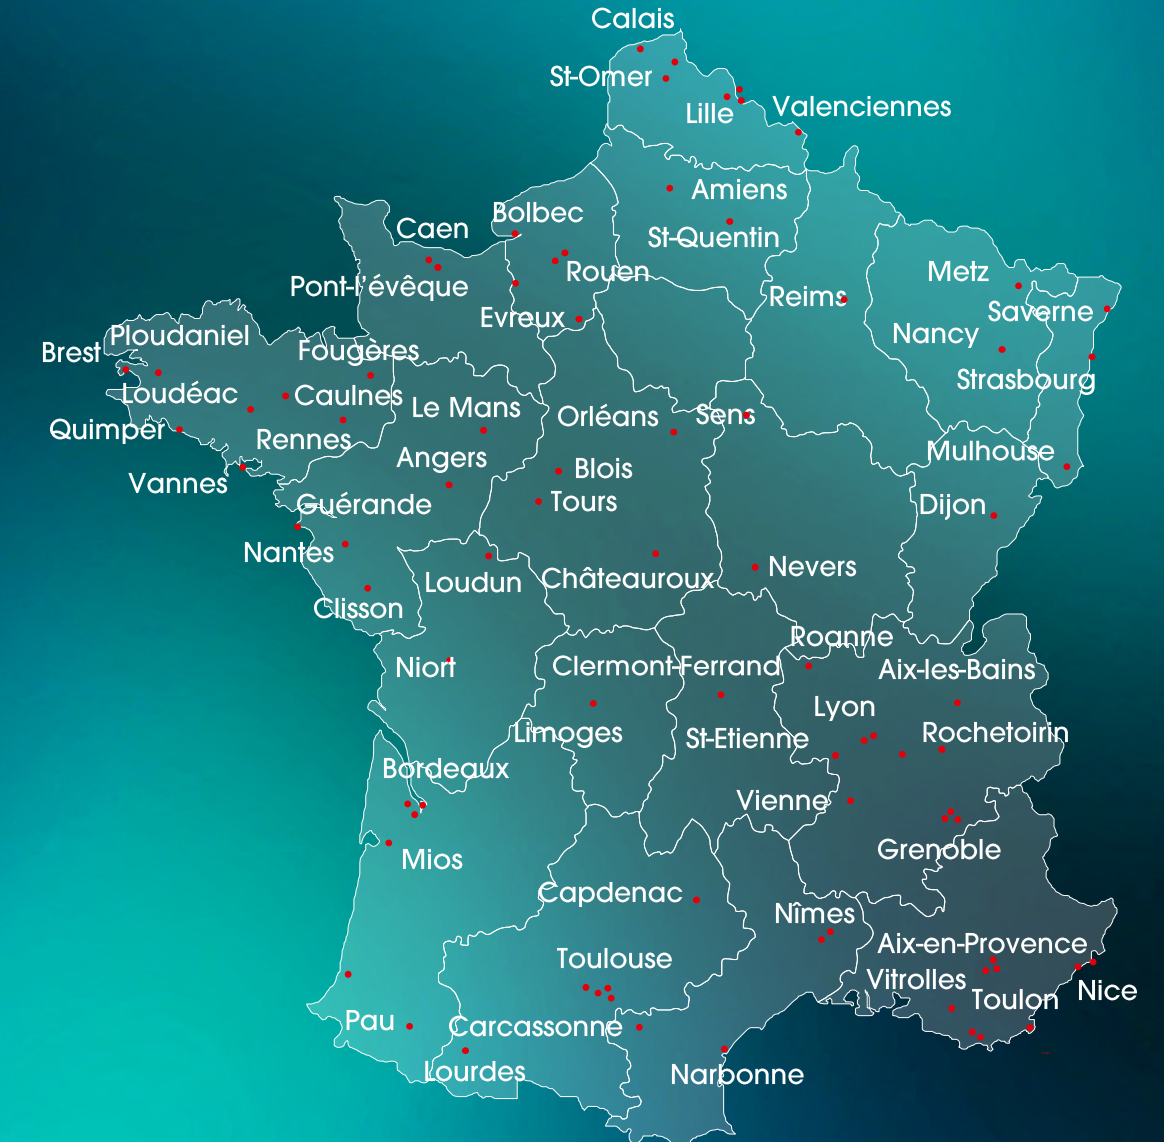 Calais
St-Omer
Lille
Valenciennes
Amiens
St-Quentin
Bolbec
Caen
Rouen
Pont-l'évêque
Evreux
Metz
Reims
Saverne
Nancy
Strasbourg
Ploudaniel
Brest
Fougères
Loudéac
Caulnes
Le Mans
Orléans
Sens
Quimper
Rennes
Angers
Mulhouse
Blois
Vannes
Guérande
Tours
Dijon
Nantes
Loudun
Châteauroux
Nevers
Clisson
Roanne
Niort
Clermont-Ferrand
Aix-les-Bains
Lyon
Limoges
St-Etienne
Rochetoirin
Bordeaux
Vienne
Mios
Grenoble
Capdenac
Nîmes
Toulouse
Aix-en-Provence
Vitrolles
Toulon
Nice
Pau
Carcassonne
Lourdes
Narbonne